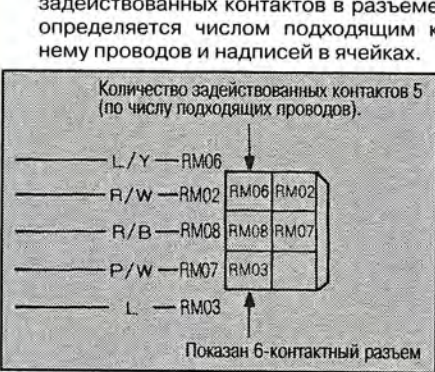 задействованных контактов в разъеме
определяется числом подходящим к
нему проводов и надписей в ячейках.
Количество задействованных контактов 5
(по числу подходящих проводов).
L/Y RM06
R/W RM02 RM06 RM02
R/B RM08 RM08 RM07
P/W RM07 RM03
L RM03
Показан 6-контактный разъем